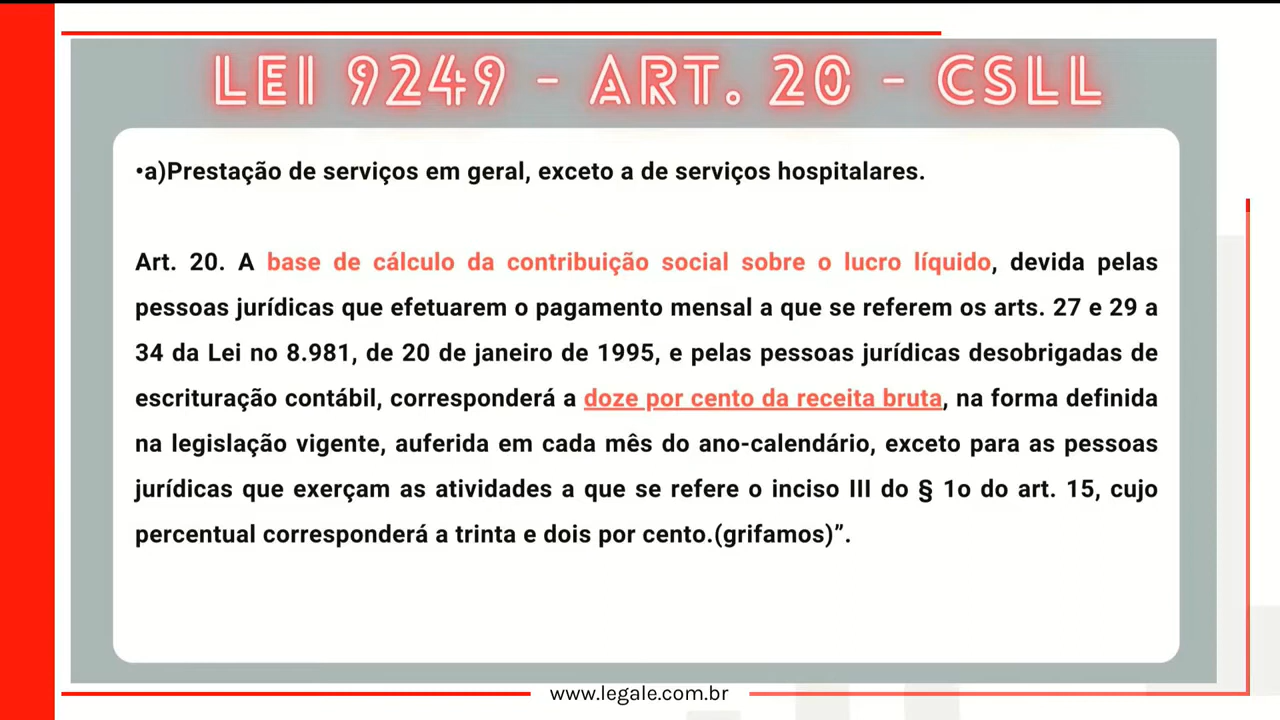 LEI 9249 - ART. 20 - CSLL
•a)Prestação de serviços em geral, exceto a de serviços hospitalares.
Art. 20. A base de cálculo da contribuição social sobre o lucro líquido, devida pelas
pessoas jurídicas que efetuarem o pagamento mensal a que se referem os arts. 27 e 29 a
34 da Lei no 8.981, de 20 de janeiro de 1995, e pelas pessoas jurídicas desobrigadas de
escrituração contábil, corresponderá a doze por cento da receita bruta, na forma definida
na legislação vigente, auferida em cada mês do ano-calendário, exceto para as pessoas
jurídicas que exerçam as atividades a que se refere o inciso III do § 1o do art. 15, cujo
percentual corresponderá a trinta e dois por cento.(grifamos)”.
www.legale.com.br